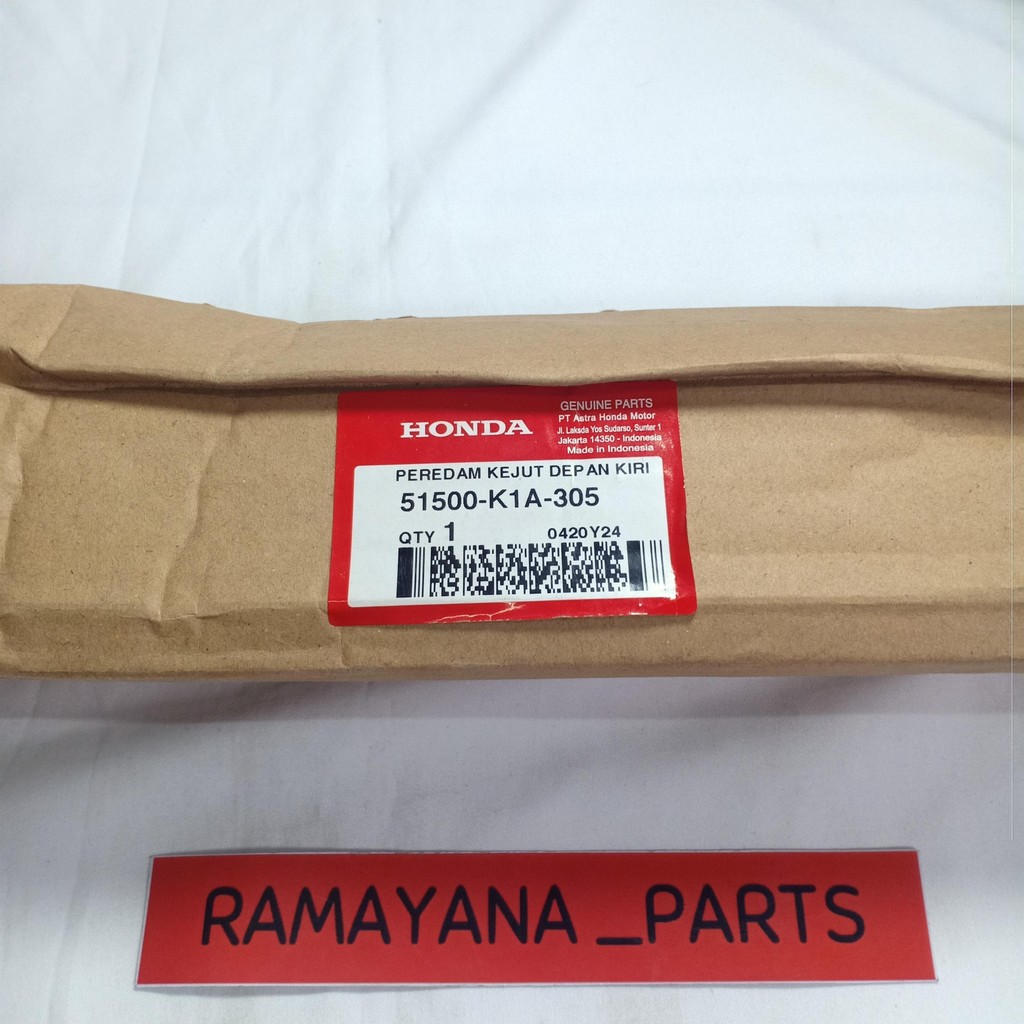 HONDA
GENUINE PARTS
PT Astra Honda Motor
Jl. Laksda Yos Sudarso, Sunter 1
Jakarta 14350 - Indonesia
Made in Indonesia
PEREDAM KEJUT DEPAN KIRI
51500-K1A-305
QTY 1 0420Y24
RAMAYANA _PARTS